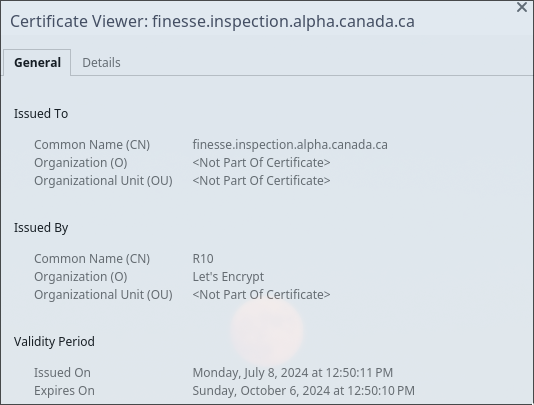 Certificate Viewer: finesse.inspection.alpha.canada.ca
General Details
Issued To
Common Name (CN) finesse.inspection.alpha.canada.ca
Organization (O) <Not Part Of Certificate>
Organizational Unit (OU) <Not Part Of Certificate>
Issued By
Common Name (CN) R10
Organization (O) Let's Encrypt
Organizational Unit (OU) <Not Part Of Certificate>
Validity Period
Issued On Monday, July 8, 2024 at 12:50:11 PM
Expires On Sunday, October 6, 2024 at 12:50:10 PM